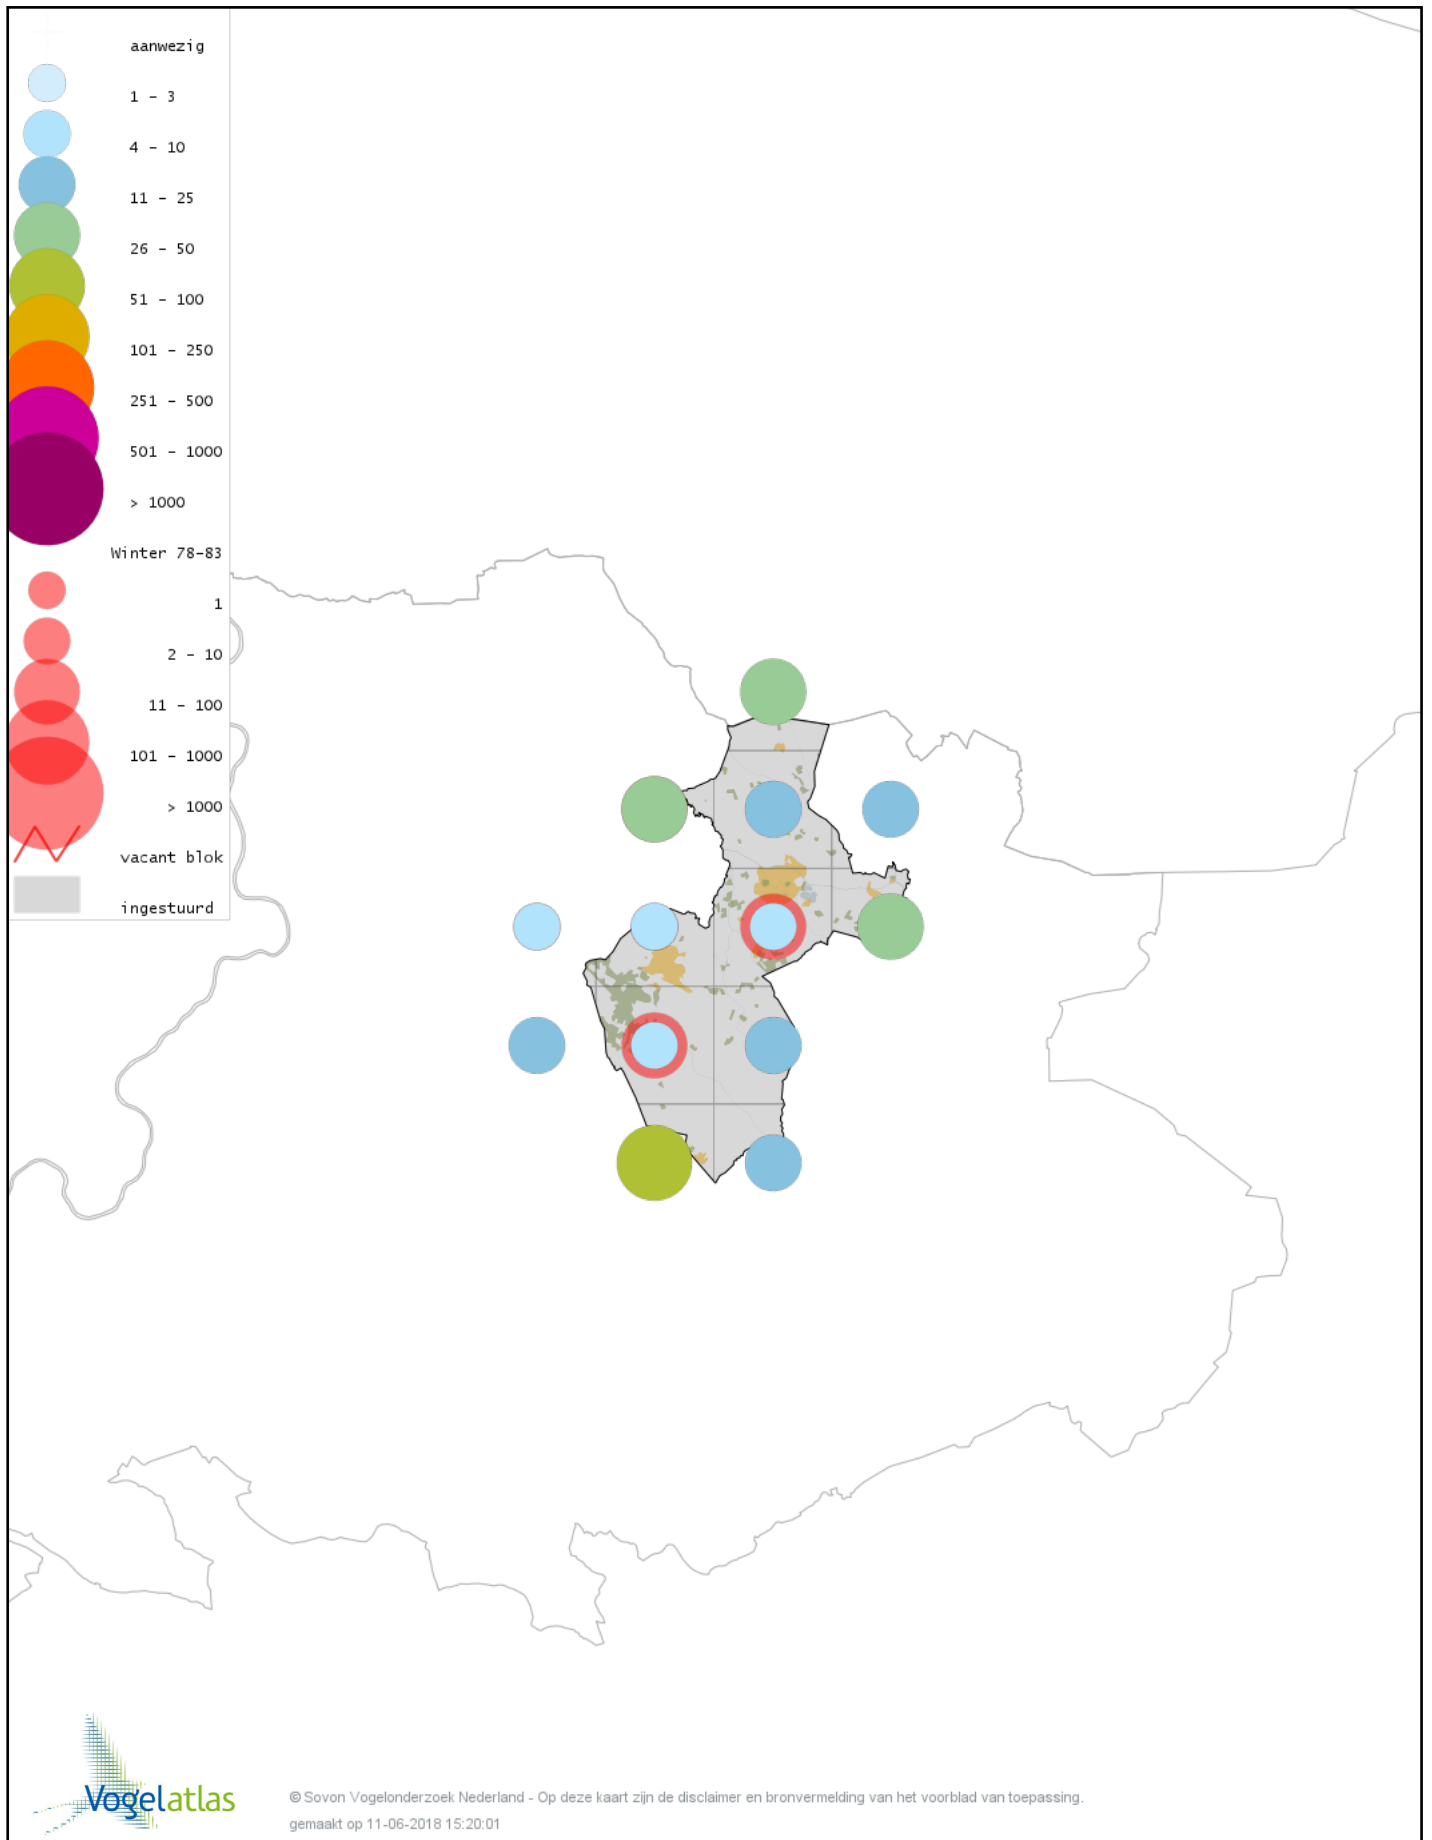 aanwezig
1 - 3
4 - 10
11 - 25
26 - 50
51 - 100
101 - 250
251 - 500
501 - 1000
> 1000
Winter 78-83
1
2 - 10
11 - 100
101 - 1000
> 1000
vacant blok
ingestuurd
Vogelatlas
© Sovon Vogelonderzoek Nederland - Op deze kaart zijn de disclaimer en bronvermelding van het voorblad van toepassing.
gemaakt op 11-06-2018 15:20:01